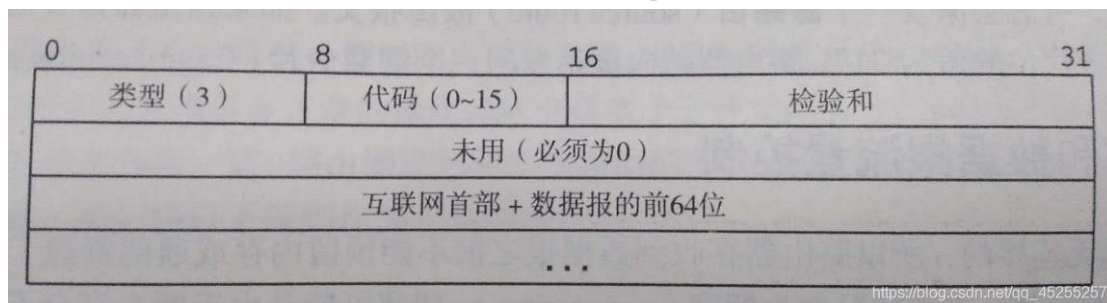 0 8 16 31
类型（3） 代码（0~15） 检验和
未用（必须为0）
互联网首部 + 数据报的前64位
...
https://blog.csdn.net/qq_45255257